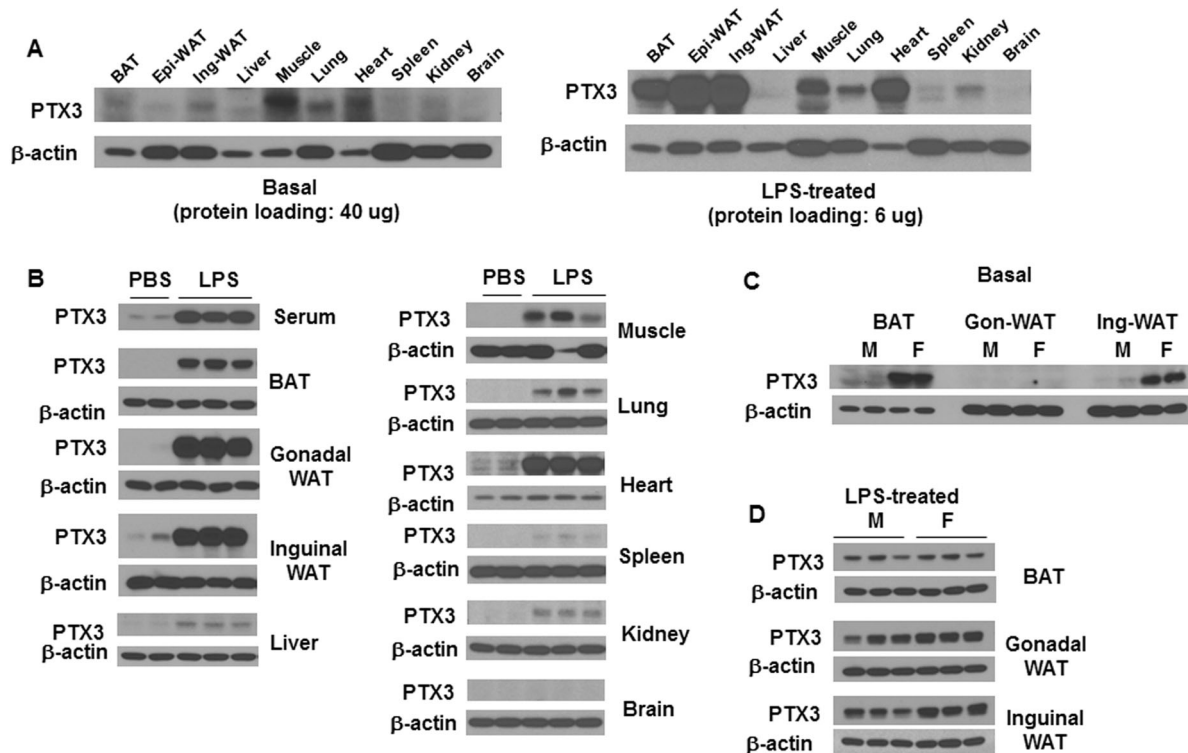 A
BAT Epi-WAT Ing-WAT Liver Muscle Lung Heart Spleen Kidney Brain
PTX3
β-actin
Basal
(protein loading: 40 ug)
BAT Epi-WAT Ing-WAT Liver Muscle Lung Heart Spleen Kidney Brain
PTX3
β-actin
LPS-treated
(protein loading: 6 ug)
B
PBS LPS
PTX3 Serum
PTX3
BAT
β-actin
PTX3
Gonadal
WAT
β-actin
PTX3
Inguinal
WAT
β-actin
PTX3
Liver
β-actin
PBS LPS
PTX3
Muscle
β-actin
PTX3
Lung
β-actin
PTX3
Heart
β-actin
PTX3
Spleen
β-actin
PTX3
Kidney
β-actin
PTX3
Brain
β-actin
C
Basal
BAT Gon-WAT Ing-WAT
M F M F M F
PTX3
β-actin
D
LPS-treated
M F
PTX3
BAT
β-actin
PTX3
Gonadal
WAT
β-actin
PTX3
Inguinal
WAT
β-actin